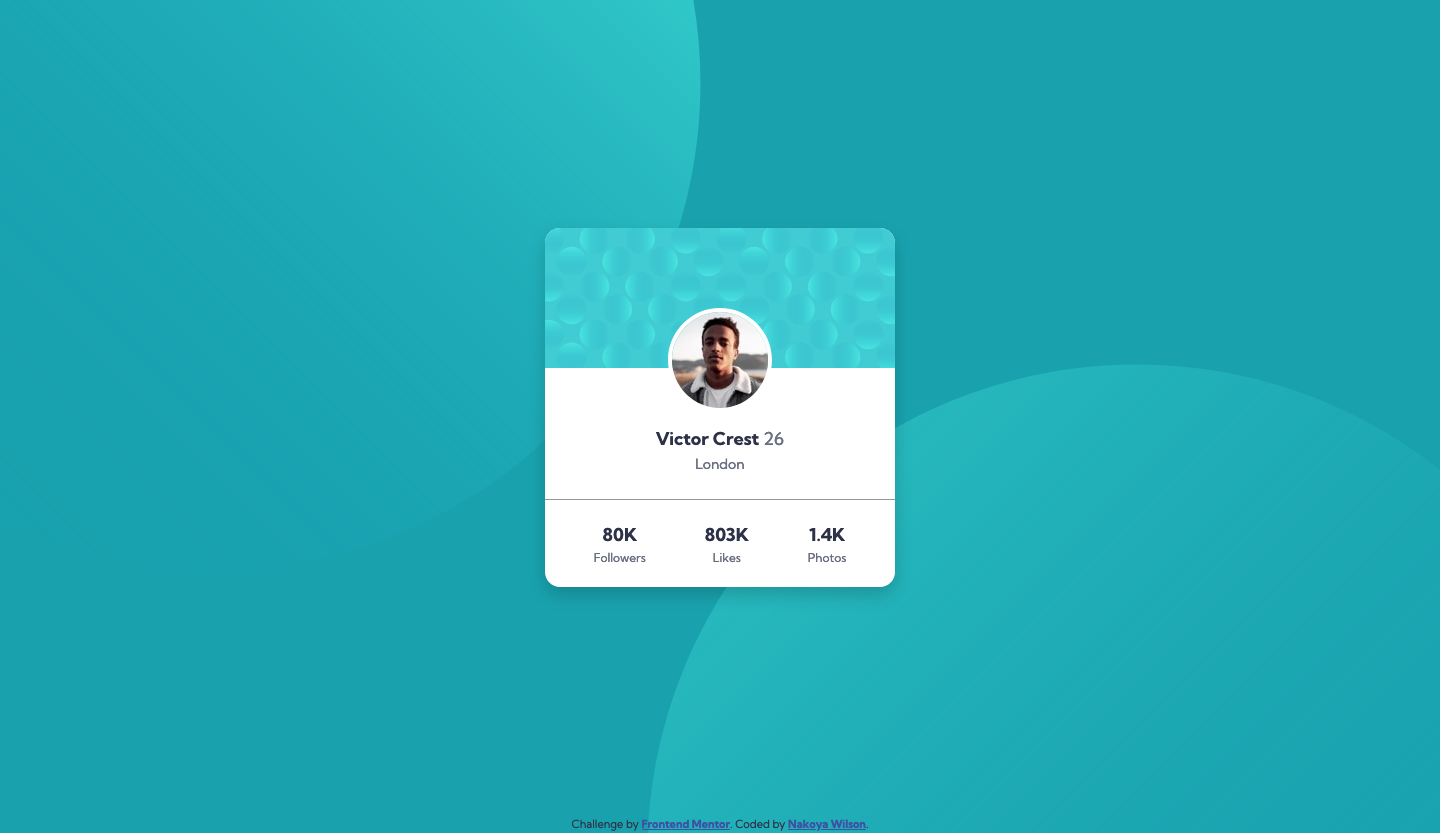 Victor Crest 26
London
80K 803K 1.4K
Followers Likes Photos
Challenge by Frontend Mentor. Coded by Nakoya Wilson.